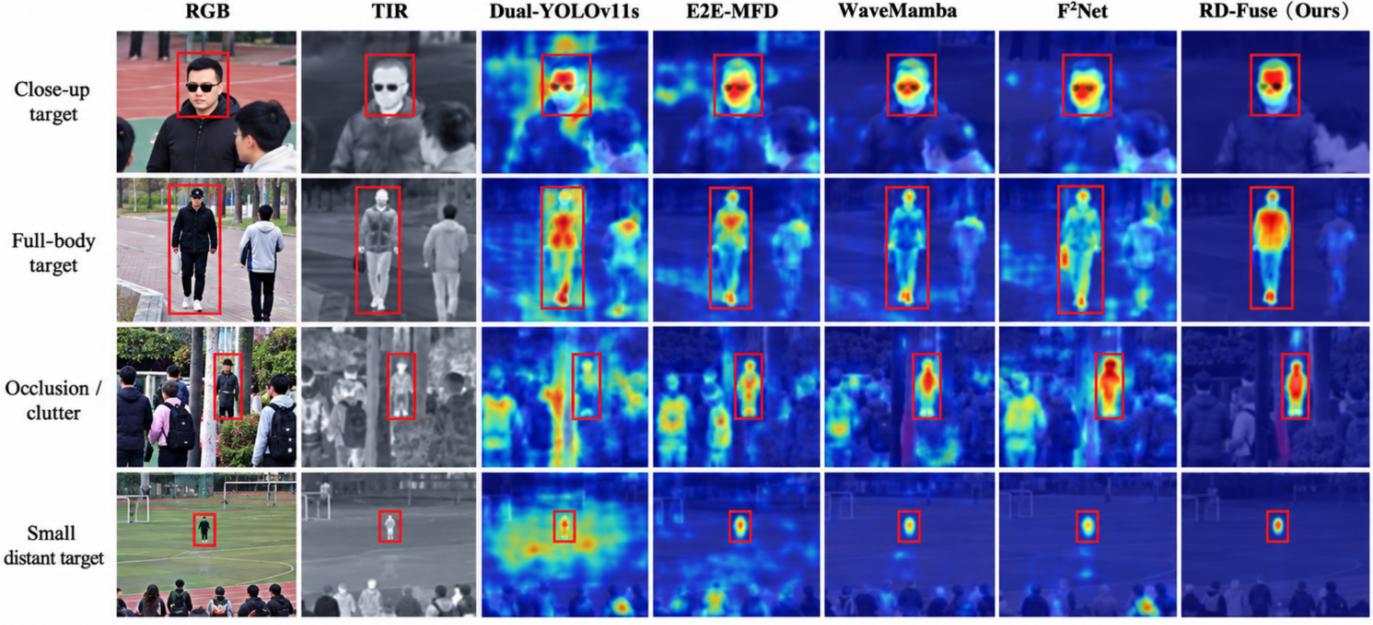 RGB TIR Dual-YOLOv11s E2E-MFD WaveMamba F²Net RD-Fuse（Ours）
Close-up
target
Full-body
target
Occlusion /
clutter
Small
distant target